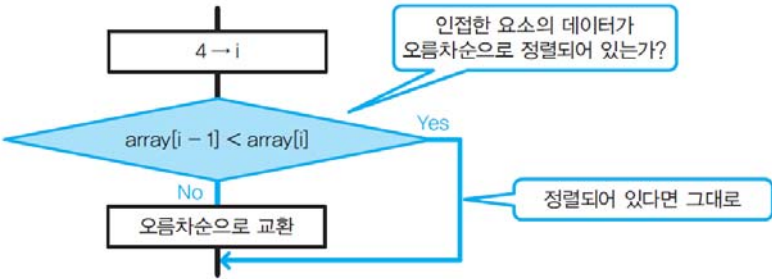 4 → i
인접한 요소의 데이터가
오름차순으로 정렬되어 있는가?
array[i − 1] < array[i]
Yes
No
정렬되어 있다면 그대로
오름차순으로 교환